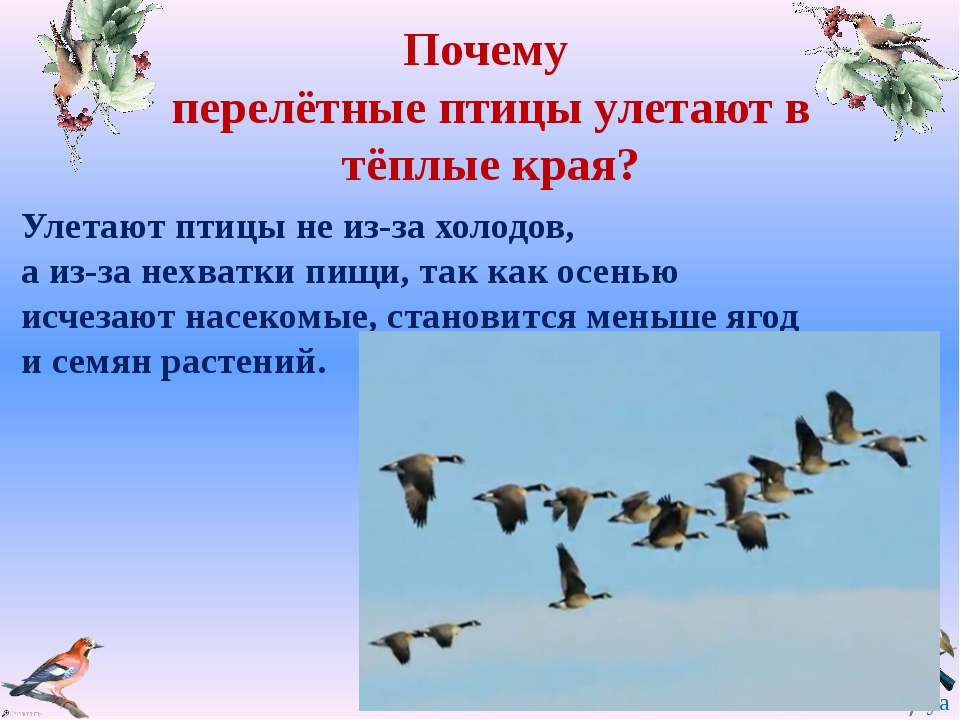 Почему
перелётные птицы улетают в
тёплые края?
Улетают птицы не из-за холодов,
а из-за нехватки пищи, так как осенью
исчезают насекомые, становится меньше ягод
и семян растений.